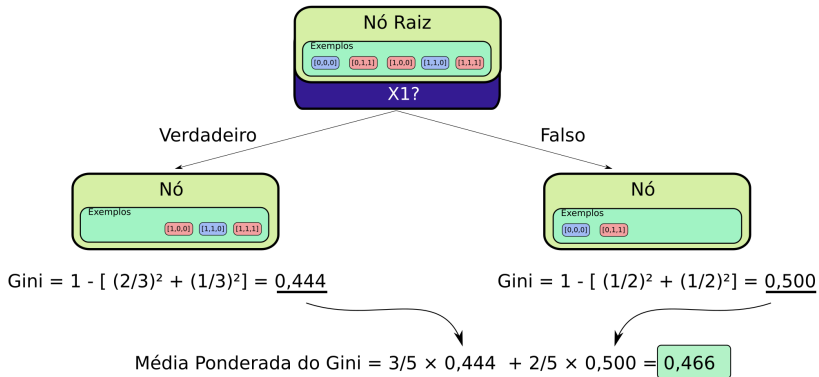 Nó Raiz
Exemplos
[0,0,0] [0,1,1] [1,0,0] [1,1,0] [1,1,1]
X1?
Verdadeiro Falso
Nó Nó
Exemplos Exemplos
[1,0,0] [1,1,0] [1,1,1] [0,0,0] [0,1,1]
Gini = 1 - [ (2/3)² + (1/3)²] = 0,444 Gini = 1 - [ (1/2)² + (1/2)²] = 0,500
Média Ponderada do Gini = 3/5 × 0,444 + 2/5 × 0,500 = 0,466